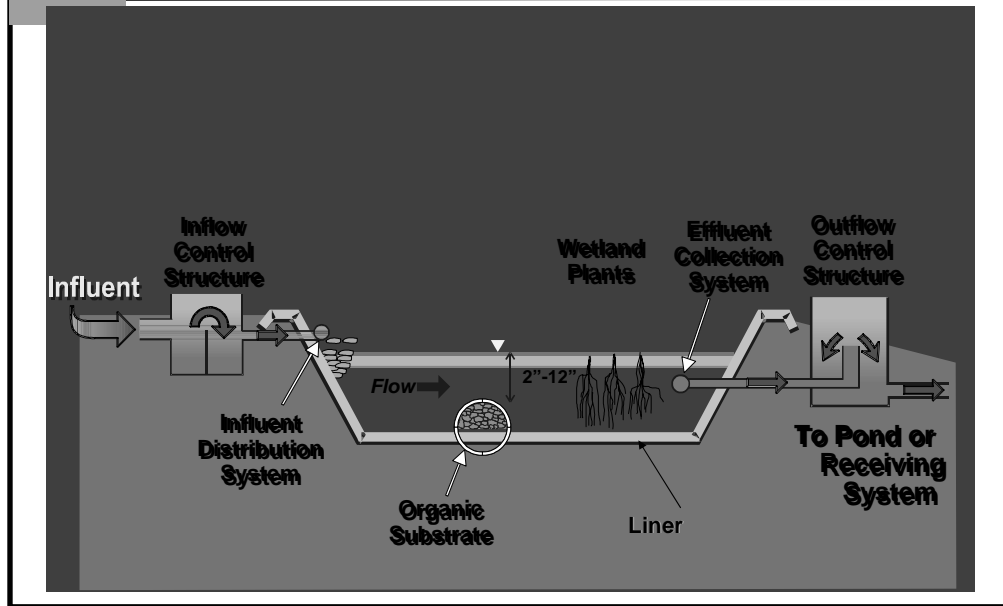 Inflow
Control
Structure
Influent
Wetland
Plants
Effluent
Collection
System
Outflow
Control
Structure
Flow
2”-12”
Influent
Distribution
System
Organic
Substrate
Liner
To Pond or
Receiving
System